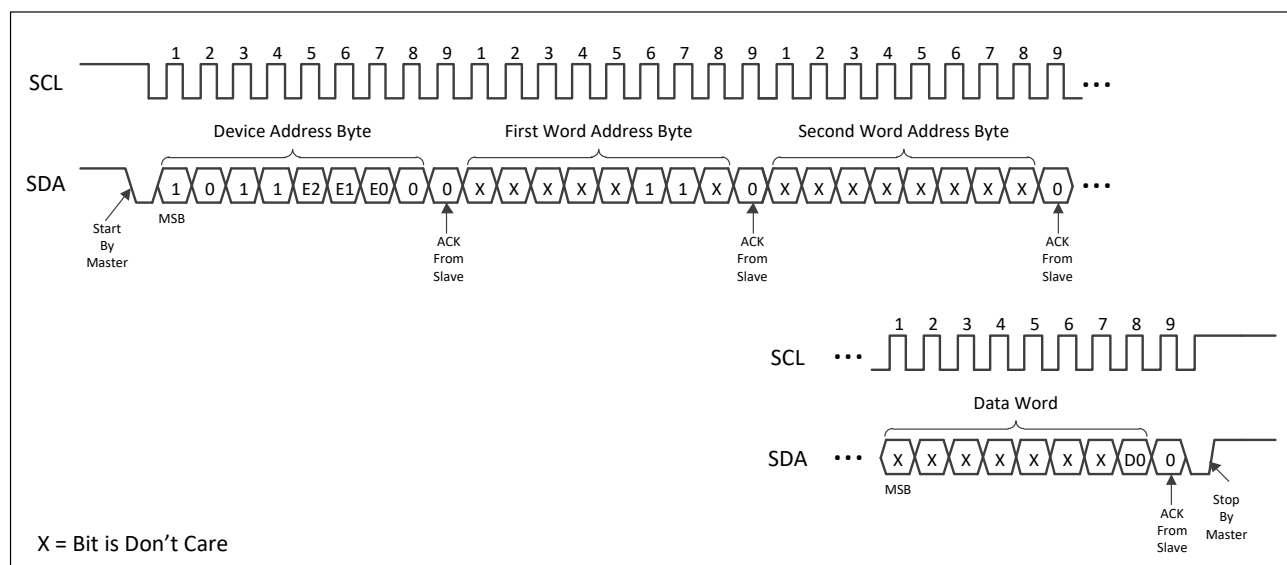 1 2 3 4 5 6 7 8 9 1 2 3 4 5 6 7 8 9 1 2 3 4 5 6 7 8 9
SCL •••
Device Address Byte First Word Address Byte Second Word Address Byte
SDA 1 0 1 1 E2 E1 E0 0 0 X X X X X 1 1 X 0 X X X X X X X X 0 •••
MSB
Start
By
Master
ACK
From
Slave
ACK
From
Slave
ACK
From
Slave
1 2 3 4 5 6 7 8 9
SCL •••
Data Word
SDA ••• X X X X X X X D0 0
MSB
ACK
From
Slave
Stop
By
Master
X = Bit is Don’t Care